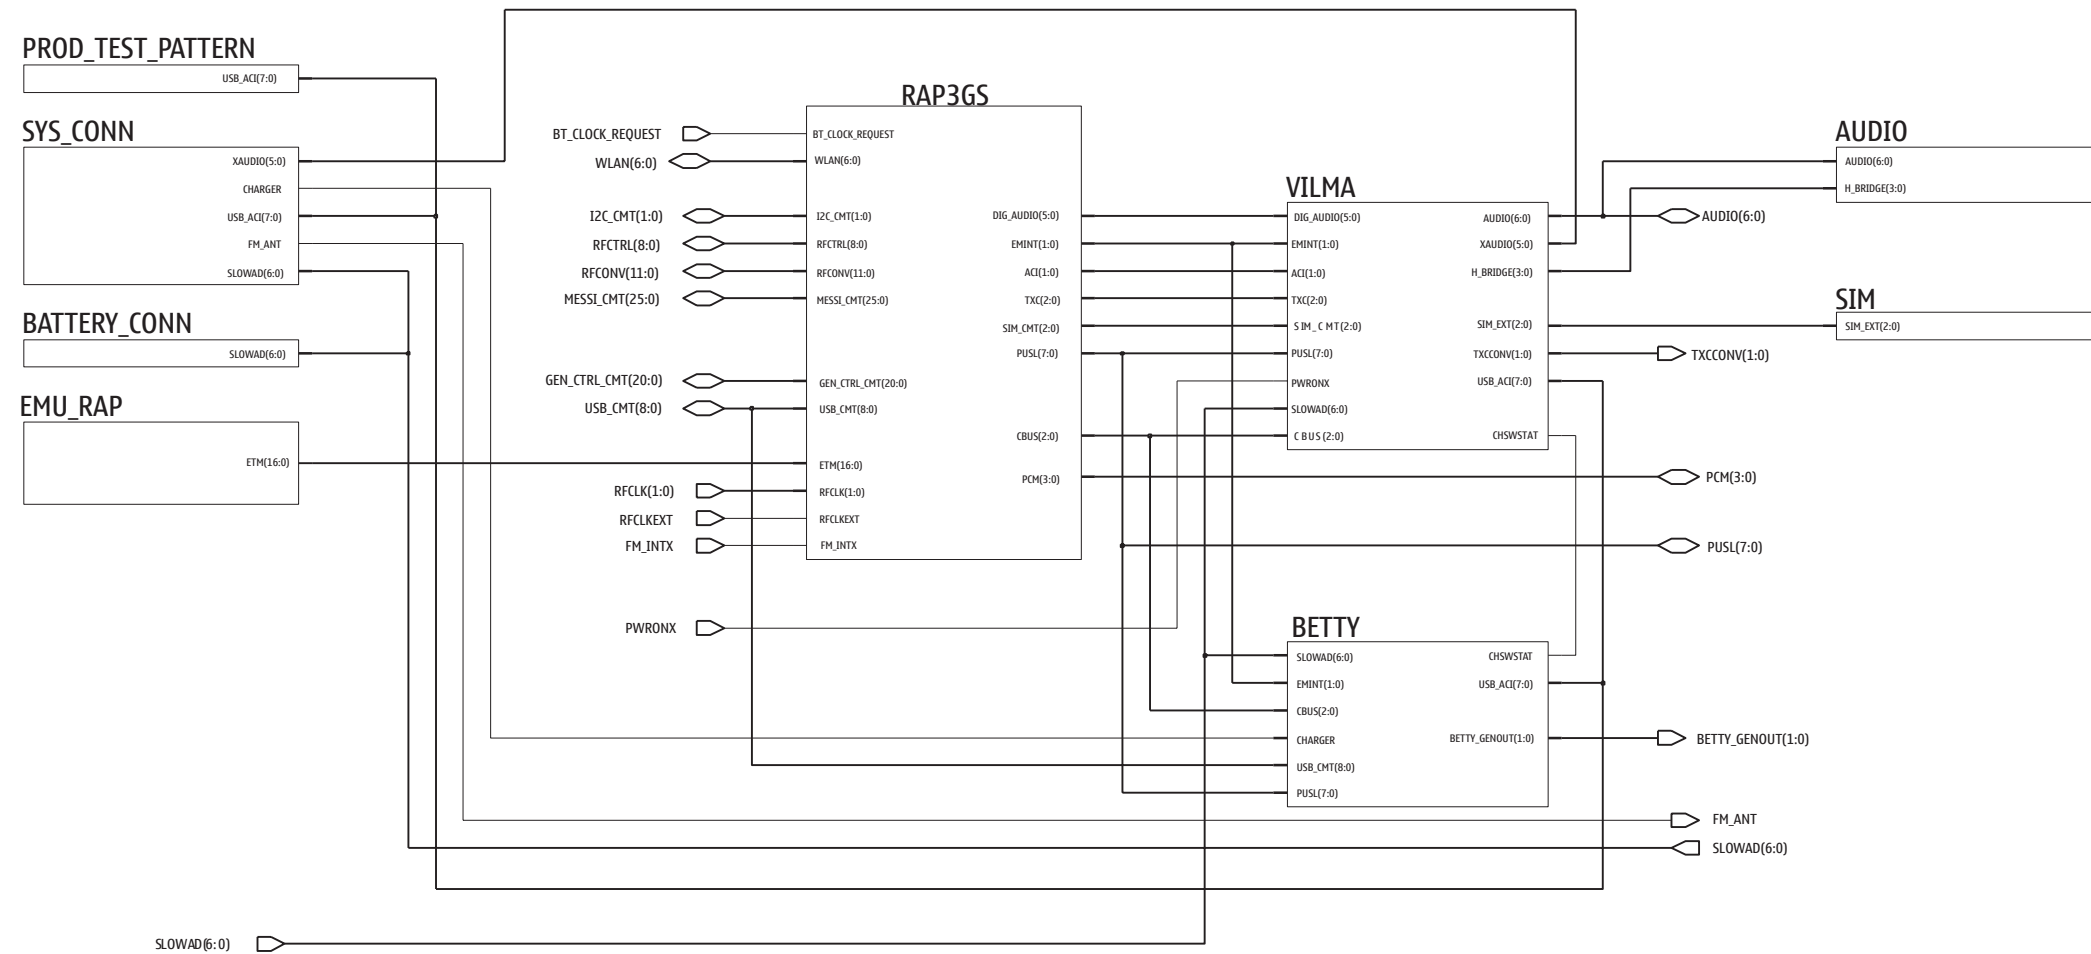 PROD_TEST_PATTERN
USB_ACI(7:0)
SYS_CONN
XAUDIO(5:0)
CHARGER
USB_ACI(7:0)
FM_ANT
SLOWAD(6:0)
BATTERY_CONN
SLOWAD(6:0)
EMU_RAP
ETM(16:0)
BT_CLOCK_REQUEST
WLAN(6:0)
I2C_CMT(1:0)
RFCTRL(8:0)
RFCONV(11:0)
MESSI_CMT(25:0)
GEN_CTRL_CMT(20:0)
USB_CMT(8:0)
RFCLK(1:0)
RFCLKEXT
FM_INTX
PWRONX
SLOWAD(6:0)
RAP3GS
BT_CLOCK_REQUEST
WLAN(6:0)
I2C_CMT(1:0)
RFCTRL(8:0)
RFCONV(11:0)
MESSI_CMT(25:0)
GEN_CTRL_CMT(20:0)
USB_CMT(8:0)
ETM(16:0)
RFCLK(1:0)
RFCLKEXT
FM_INTX
DIG_AUDIO(5:0)
EMINT(1:0)
ACI(1:0)
TXC(2:0)
SIM_CMT(2:0)
PUSL(7:0)
CBUS(2:0)
PCM(3:0)
VILMA
DIG_AUDIO(5:0)
EMINT(1:0)
ACI(1:0)
TXC(2:0)
SIM_CMT(2:0)
PUSL(7:0)
PWRONX
SLOWAD(6:0)
CBUS(2:0)
AUDIO(6:0)
XAUDIO(5:0)
H_BRIDGE(3:0)
SIM_EXT(2:0)
TXCCONV(1:0)
USB_ACI(7:0)
CHSWSTAT
BETTY
SLOWAD(6:0)
EMINT(1:0)
CBUS(2:0)
CHARGER
USB_CMT(8:0)
PUSL(7:0)
CHSWSTAT
USB_ACI(7:0)
BETTY_GENOUT(1:0)
AUDIO
AUDIO(6:0)
H_BRIDGE(3:0)
AUDIO(6:0)
SIM
SIM_EXT(2:0)
TXCCONV(1:0)
PCM(3:0)
PUSL(7:0)
BETTY_GENOUT(1:0)
FM_ANT
SLOWAD(6:0)